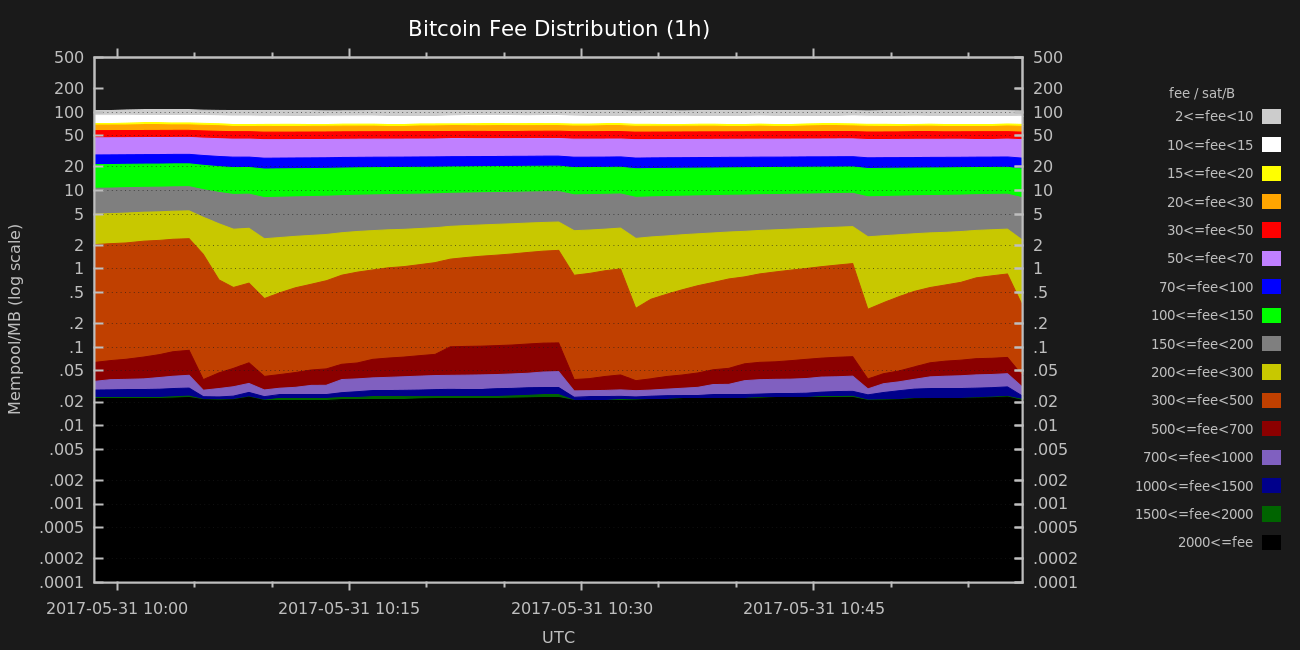 Bitcoin Fee Distribution (1h)
500
200
100
50
20
10
5
2
1
.5
.2
.1
.05
.02
.01
.005
.002
.001
.0005
.0002
.0001
Mempool/MB (log scale)
500
200
100
50
20
10
5
2
1
.5
.2
.1
.05
.02
.01
.005
.002
.001
.0005
.0002
.0001
2017-05-31 10:00
2017-05-31 10:15
2017-05-31 10:30
2017-05-31 10:45
UTC
fee / sat/B
2<=fee<10
10<=fee<15
15<=fee<20
20<=fee<30
30<=fee<50
50<=fee<70
70<=fee<100
100<=fee<150
150<=fee<200
200<=fee<300
300<=fee<500
500<=fee<700
700<=fee<1000
1000<=fee<1500
1500<=fee<2000
2000<=fee